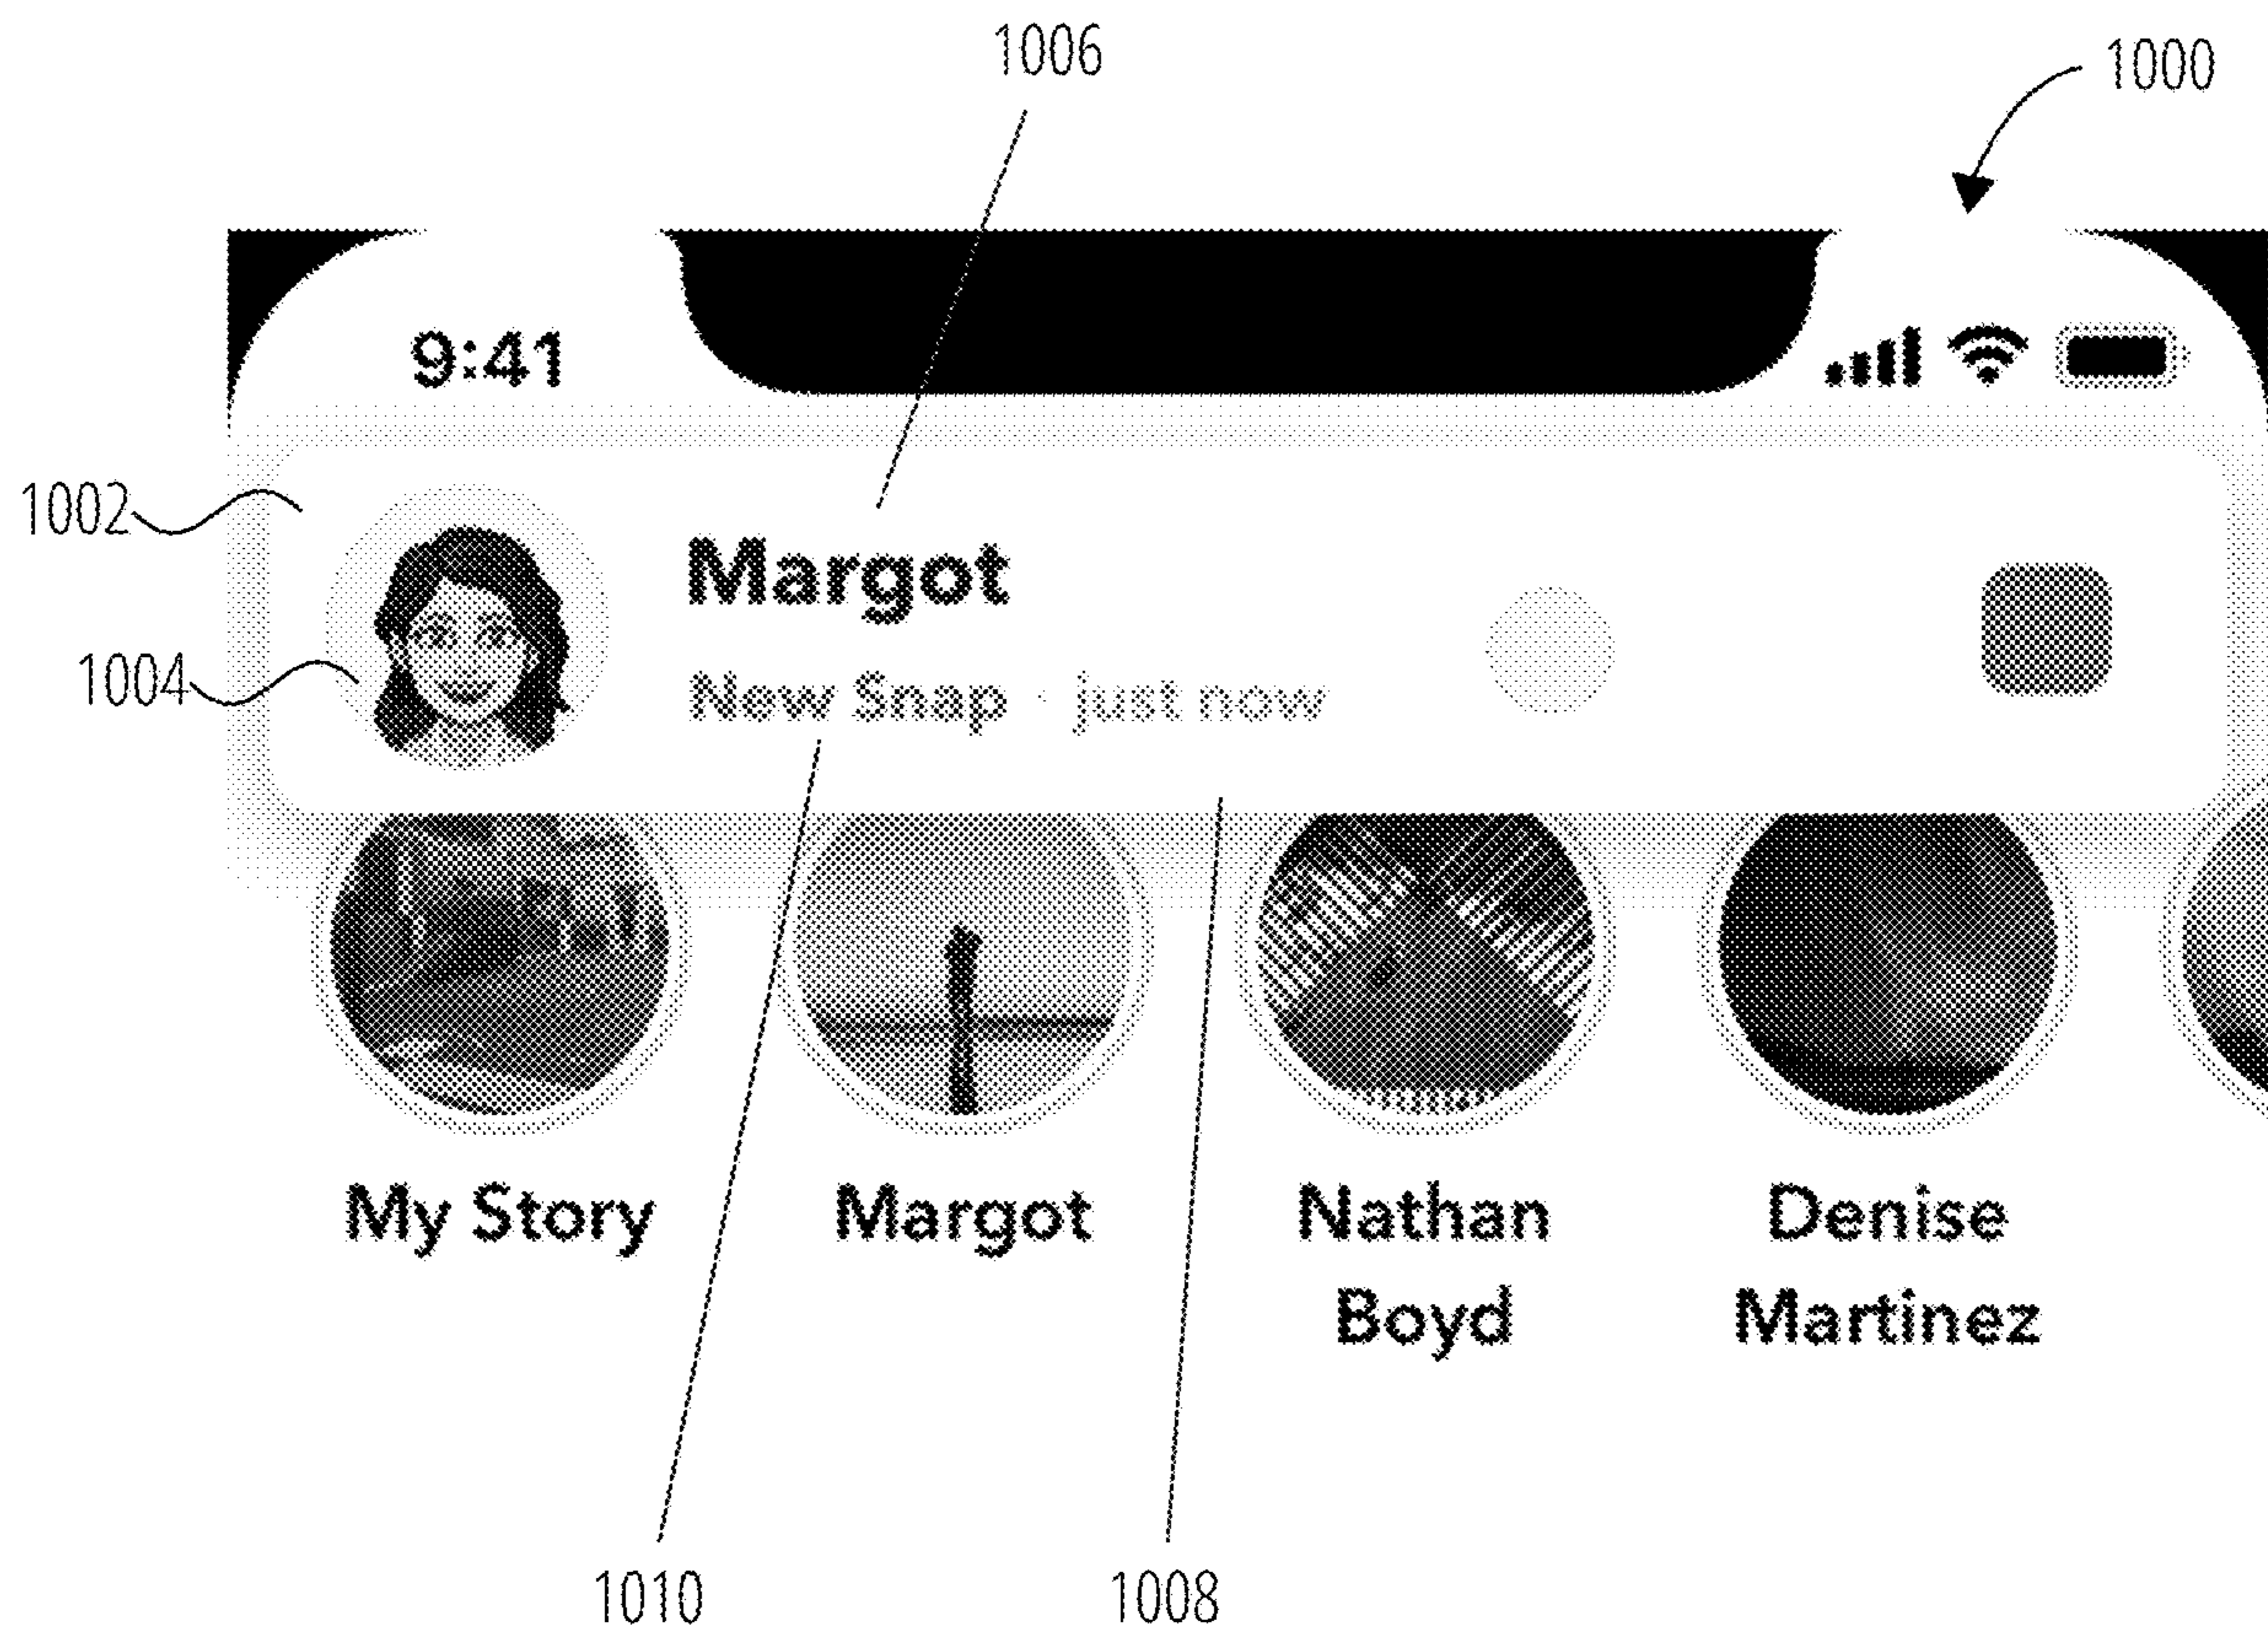 1006
1000
9:41
1002
Margot
1004
New Snap · just now
My Story
Margot
Nathan
Boyd
Denise
Martinez
1010
1008